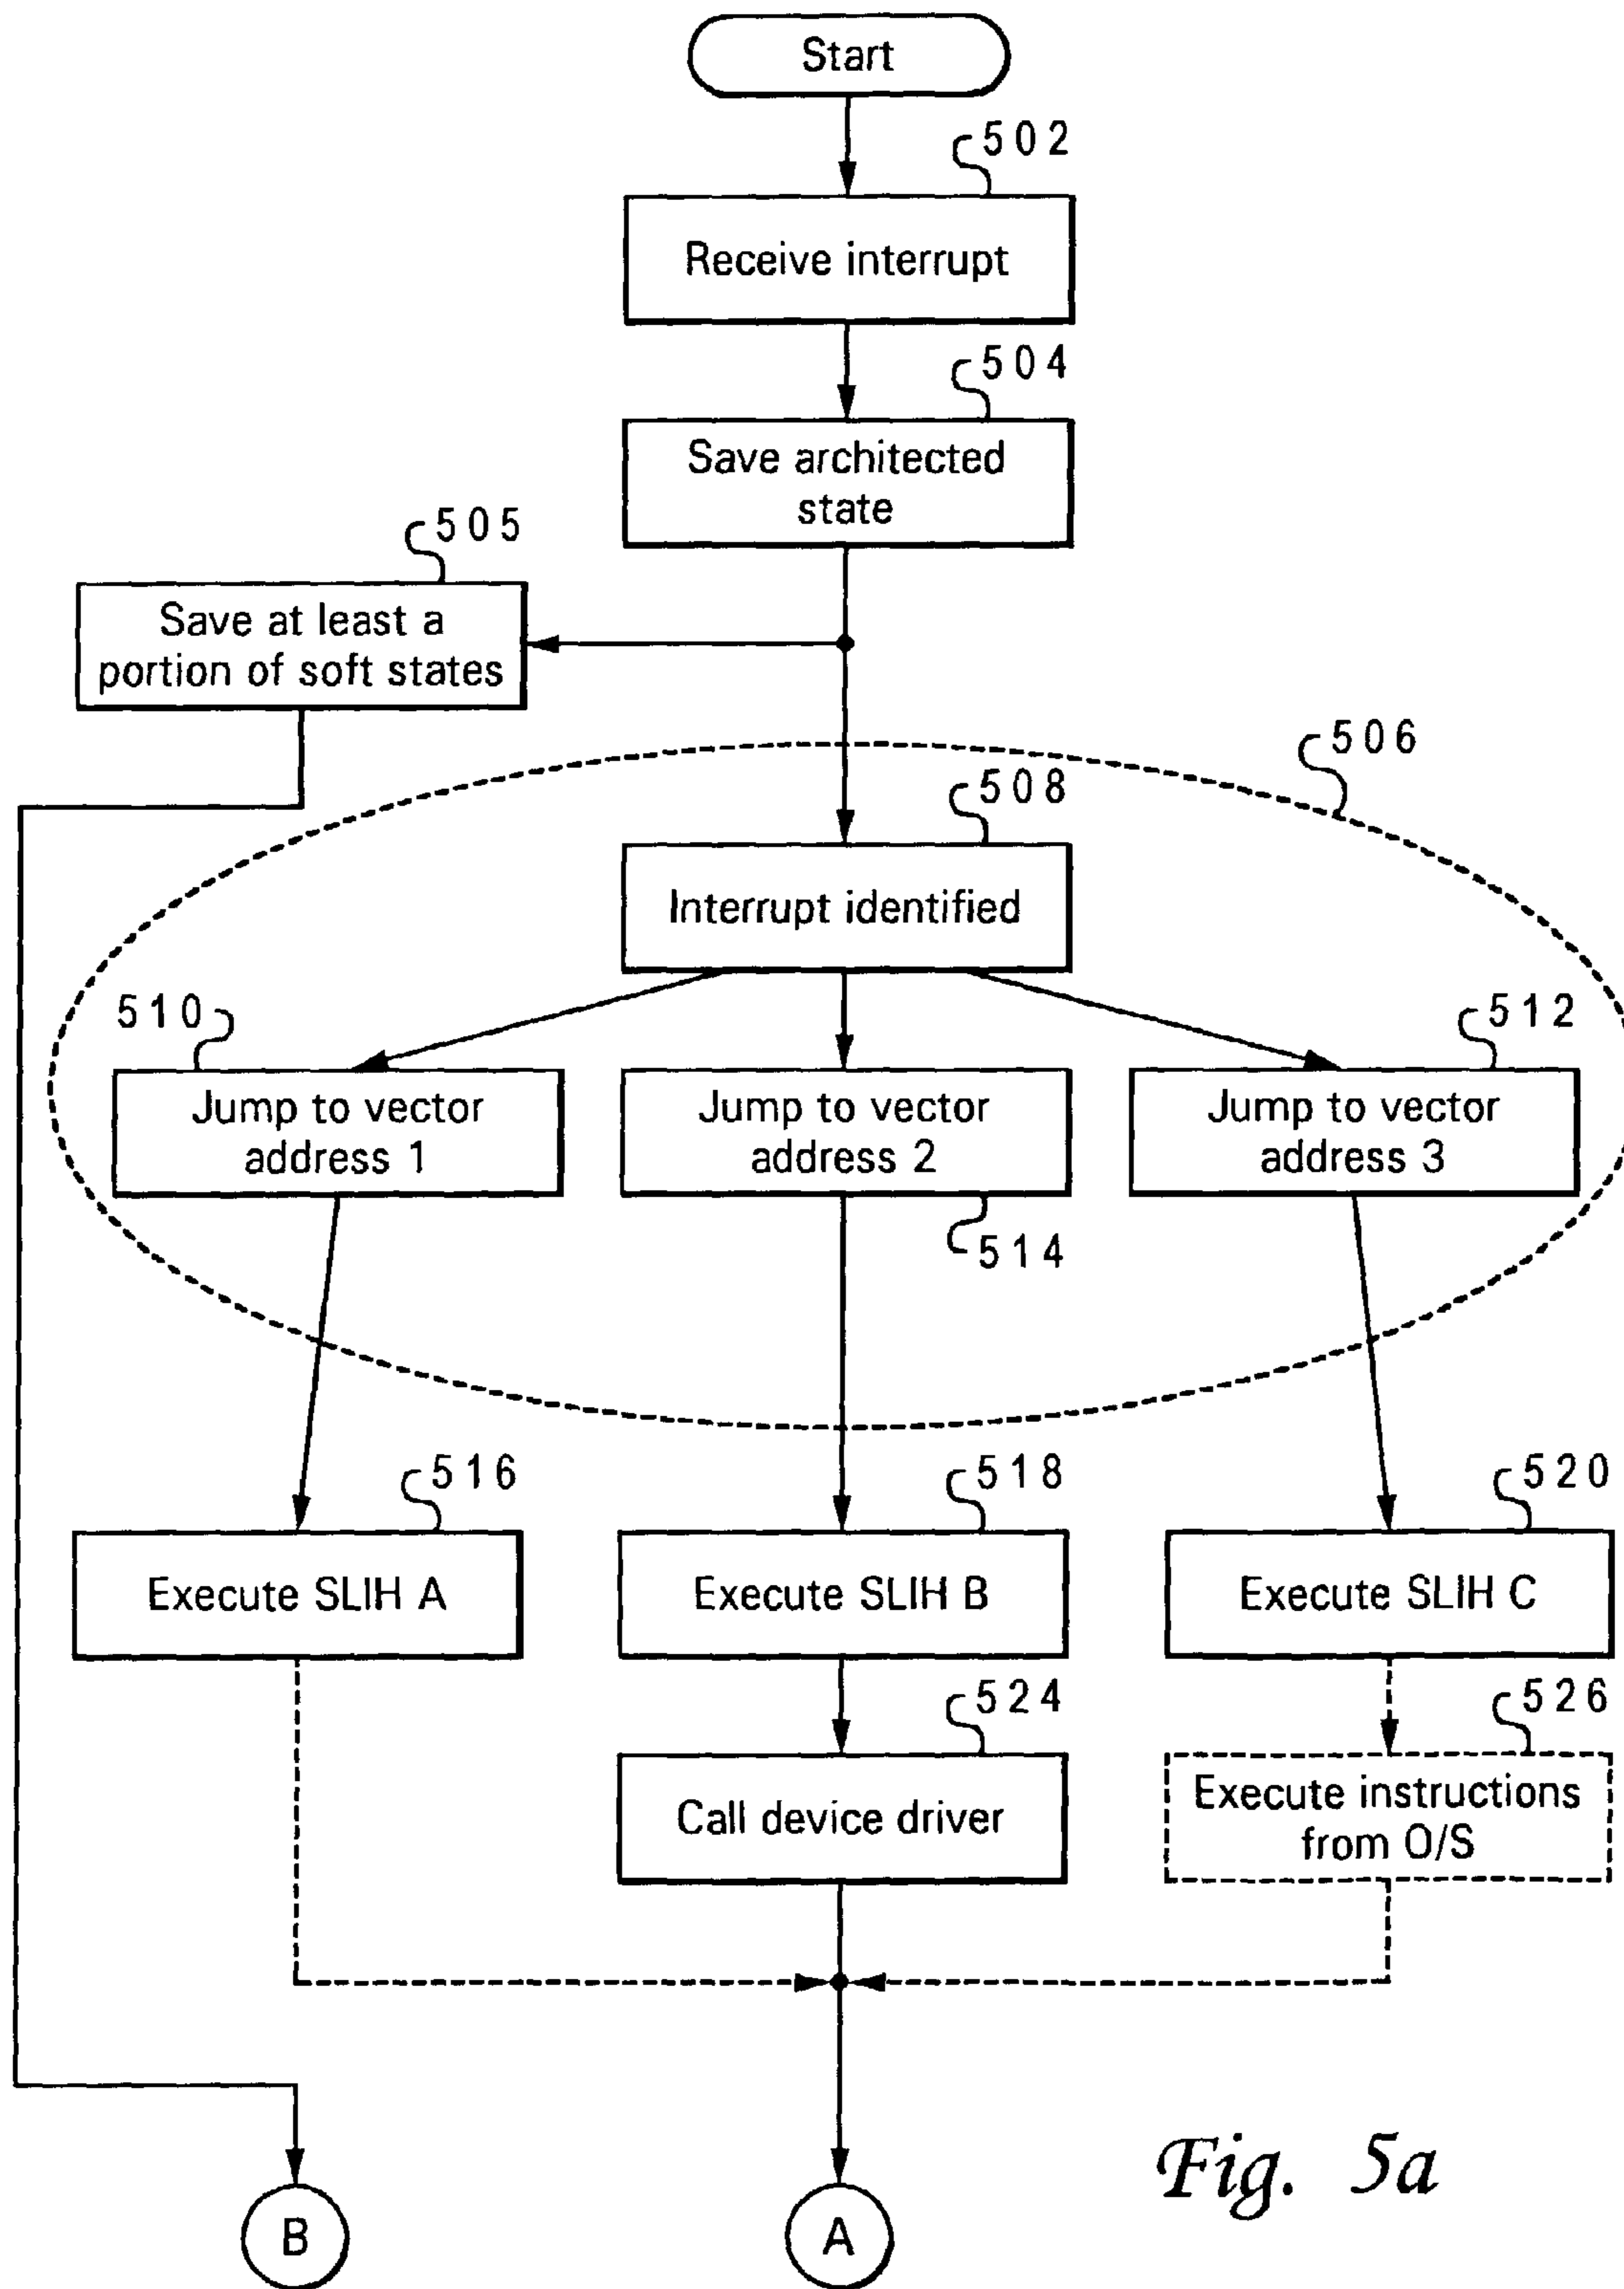 Start
502
Receive interrupt
504
Save architected
state
505
Save at least a
portion of soft states
506
508
Interrupt identified
510
512
Jump to vector
address 1
Jump to vector
address 2
Jump to vector
address 3
514
516
518
520
Execute SLIH A
Execute SLIH B
Execute SLIH C
524
526
Call device driver
Execute instructions
from O/S
B
A
Fig. 5a